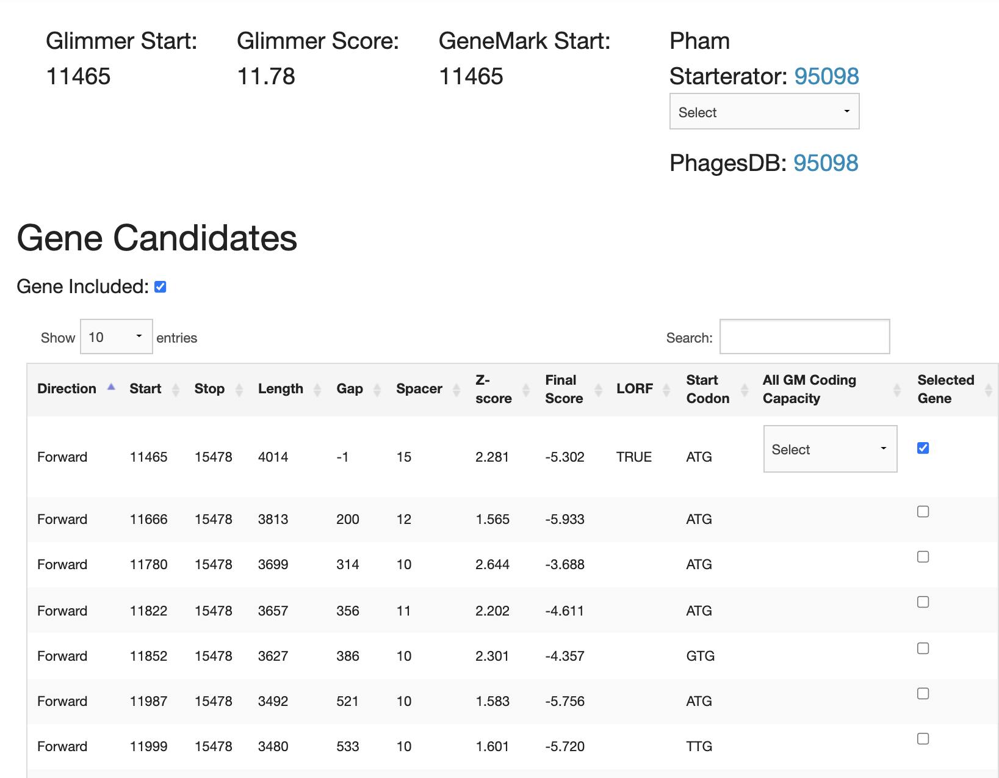 Glimmer Start: Glimmer Score: GeneMark Start: Pham
11465 11.78 11465 Starterator: 95098
Select
PhagesDB: 95098
Gene Candidates
Gene Included:
Show 10 entries Search:
Direction Start Stop Length Gap Spacer Z-score Final Score LORF Start Codon All GM Coding Capacity Selected Gene
Forward 11465 15478 4014 -1 15 2.281 -5.302 TRUE ATG Select
Forward 11666 15478 3813 200 12 1.565 -5.933 ATG
Forward 11780 15478 3699 314 10 2.644 -3.688 ATG
Forward 11822 15478 3657 356 11 2.202 -4.611 ATG
Forward 11852 15478 3627 386 10 2.301 -4.357 GTG
Forward 11987 15478 3492 521 10 1.583 -5.756 ATG
Forward 11999 15478 3480 533 10 1.601 -5.720 TTG